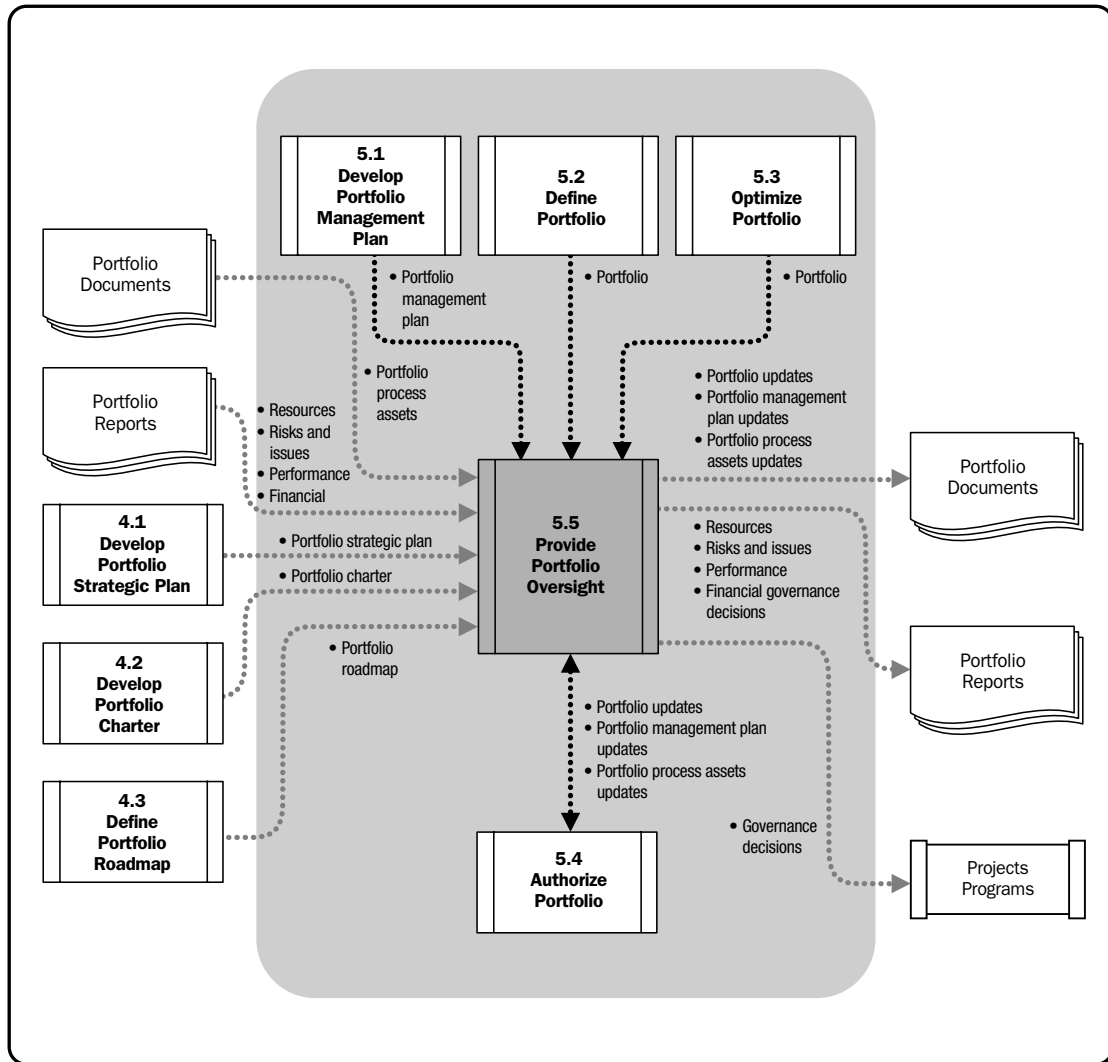 5.1
Develop
Portfolio
Management
Plan
5.2
Define
Portfolio
5.3
Optimize
Portfolio
Portfolio
Documents
• Portfolio
management
plan
• Portfolio
• Portfolio
• Portfolio
process
assets
• Portfolio updates
• Portfolio management
plan updates
• Portfolio process
assets updates
Portfolio
Reports
• Resources
• Risks and
issues
• Performance
• Financial
Portfolio
Documents
4.1
Develop
Portfolio
Strategic Plan
• Portfolio strategic plan
• Portfolio charter
5.5
Provide
Portfolio
Oversight
• Resources
• Risks and issues
• Performance
• Financial governance
decisions
4.2
Develop
Portfolio
Charter
• Portfolio
roadmap
Portfolio
Reports
• Portfolio updates
• Portfolio management plan
updates
• Portfolio process assets
updates
4.3
Define
Portfolio
Roadmap
5.4
Authorize
Portfolio
• Governance
decisions
Projects
Programs